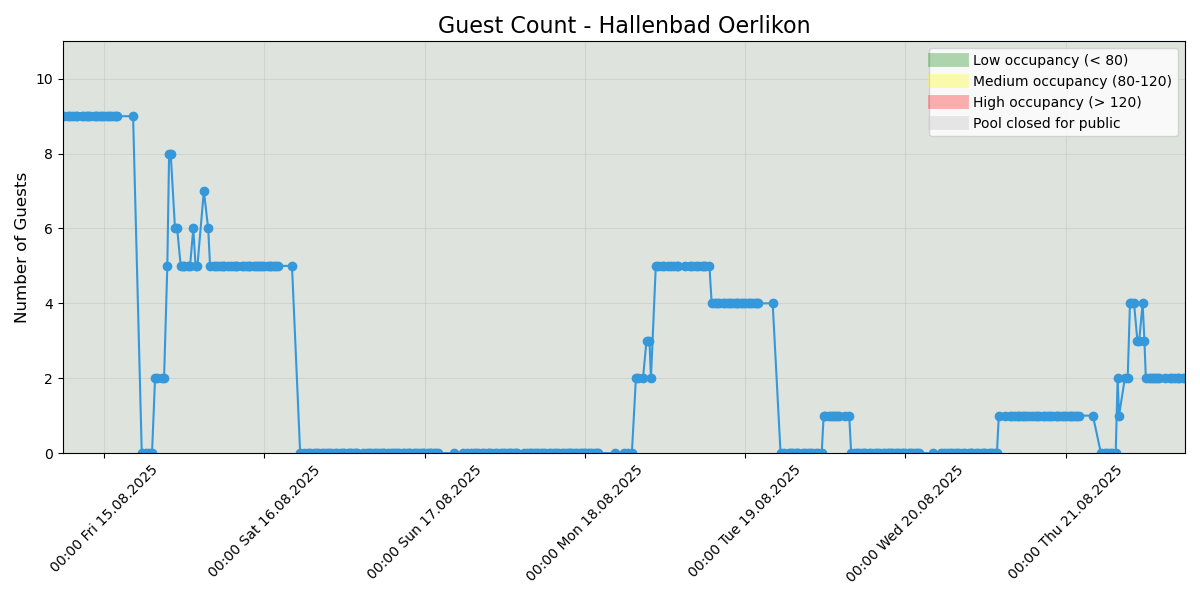 Guest Count - Hallenbad Oerlikon
Low occupancy (< 80)
Medium occupancy (80-120)
High occupancy (> 120)
Pool closed for public
Number of Guests
10
8
6
4
2
0
00:00 Fri 15.08.2025
00:00 Sat 16.08.2025
00:00 Sun 17.08.2025
00:00 Mon 18.08.2025
00:00 Tue 19.08.2025
00:00 Wed 20.08.2025
00:00 Thu 21.08.2025